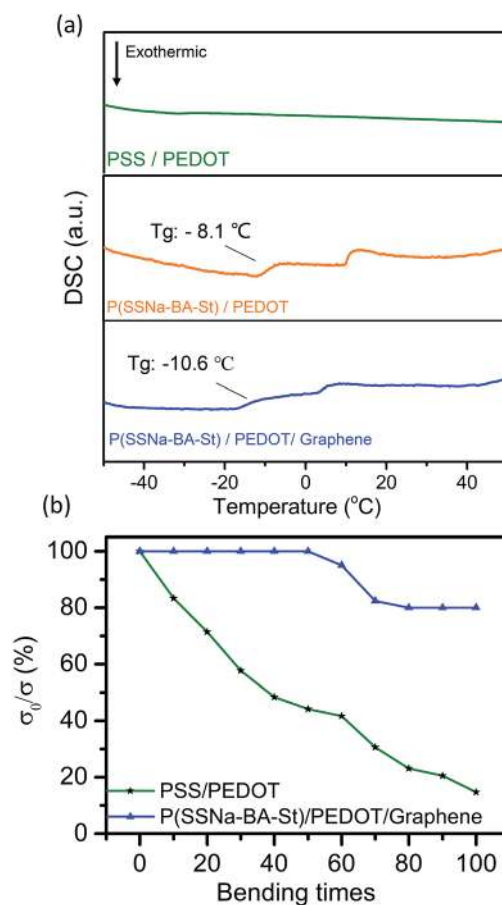 (a)
Exothermic
PSS / PEDOT
Tg: - 8.1 ℃
P(SSNa-BA-St) / PEDOT
Tg: -10.6 ℃
P(SSNa-BA-St) / PEDOT/ Graphene
DSC (a.u.)
-40 -20 0 20 40
Temperature (°C)
(b)
100
80
60
40
20
0
σ₀/σ (%)
PSS/PEDOT
P(SSNa-BA-St)/PEDOT/Graphene
0 20 40 60 80 100
Bending times